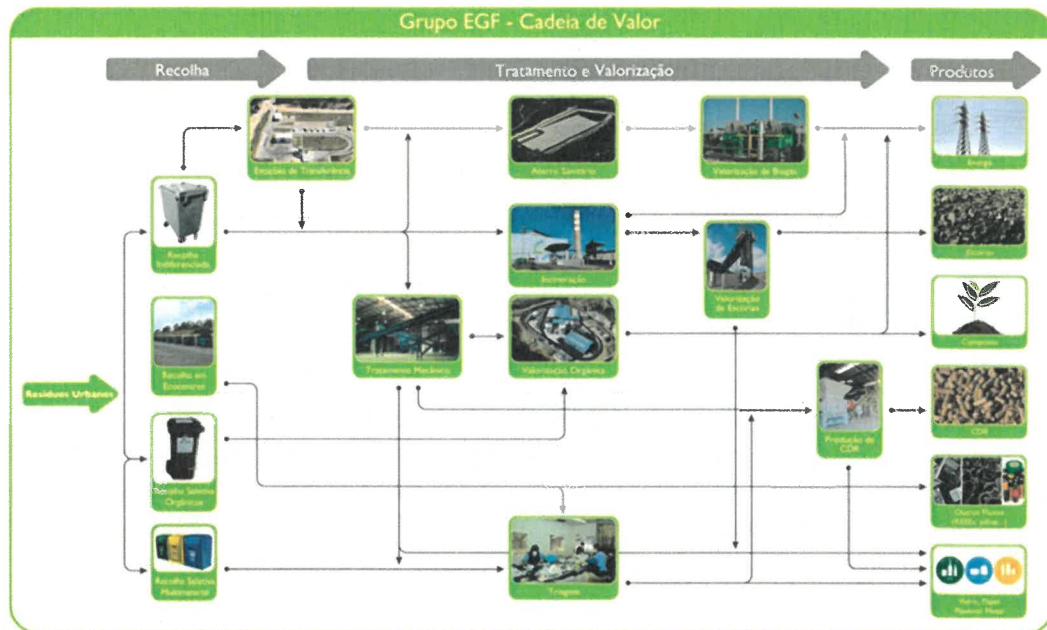 Grupo EGF - Cadeia de Valor
Recolha
Tratamento e Valorização
Produtos
Estações de Transferência
Aterro Sanitário
Valorização de Biogás
Energia
Recolha
Indiferenciada
Incineração
Valorização
de Escórias
Escórias
Recolha em
Ecocentros
Tratamento Mecânico
Valorização Orgânica
Composto
Resíduos Urbanos
Recolha Seletiva
Orgânicos
Produção de
CDR
CDR
Outros Fluxos
Recolha Seletiva
Multimaterial
Triagem
Vidro, Papel
Plástico, Metal